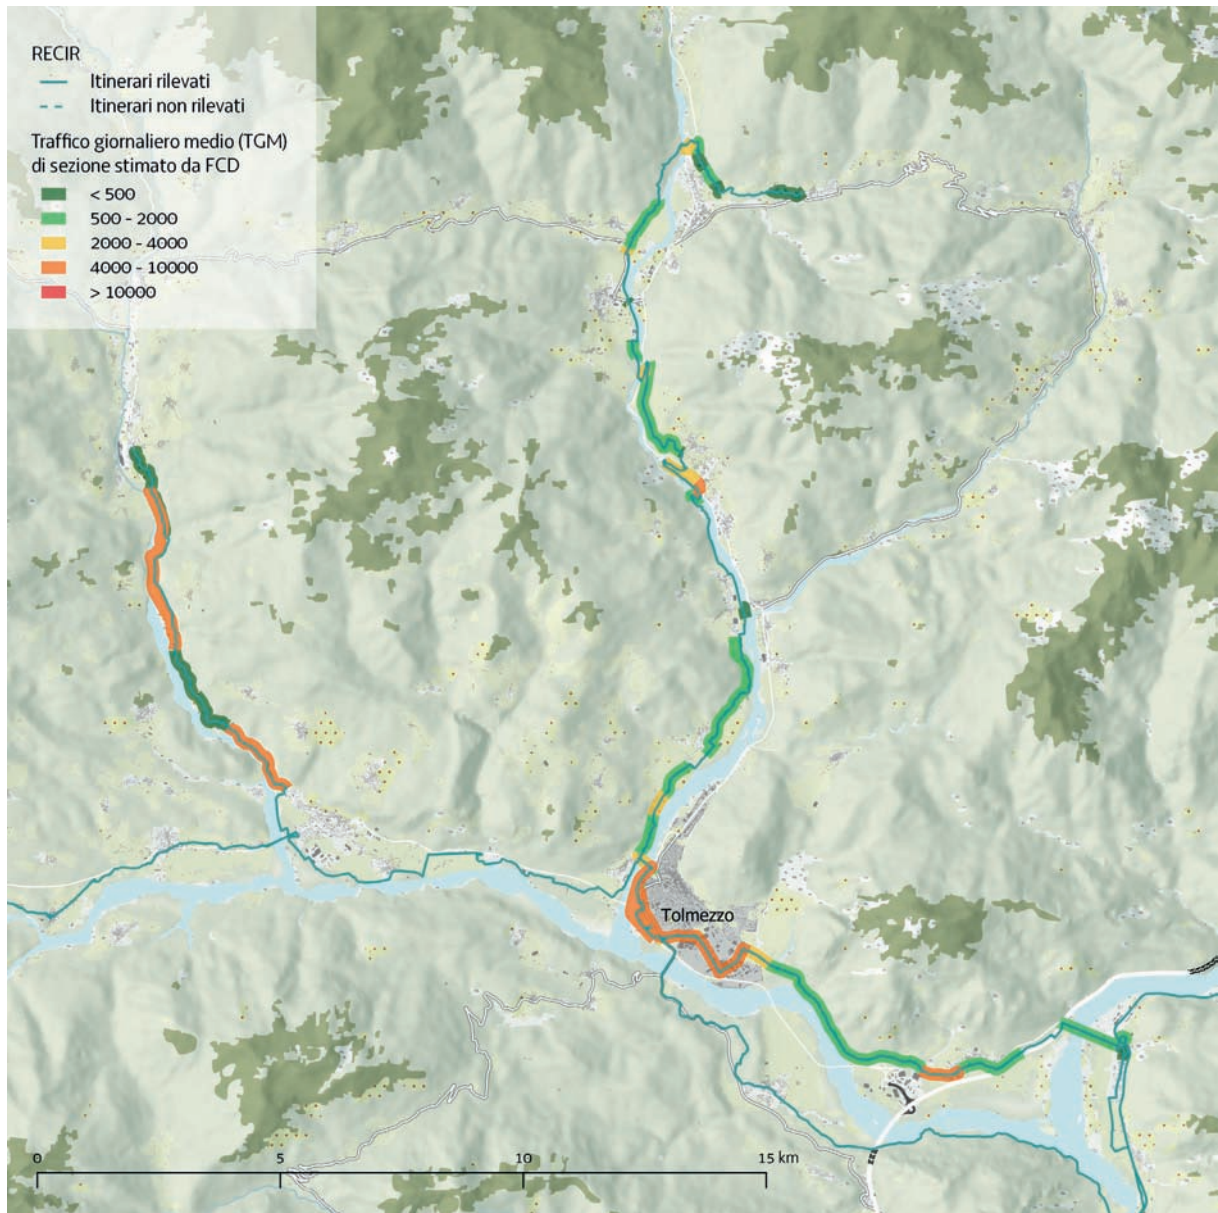 RECIR
Itinerari rilevati
Itinerari non rilevati
Traffico giornaliero medio (TGM)
di sezione stimato da FCD
< 500
500 - 2000
2000 - 4000
4000 - 10000
> 10000
Tolmezzo
0 5 10 15 km